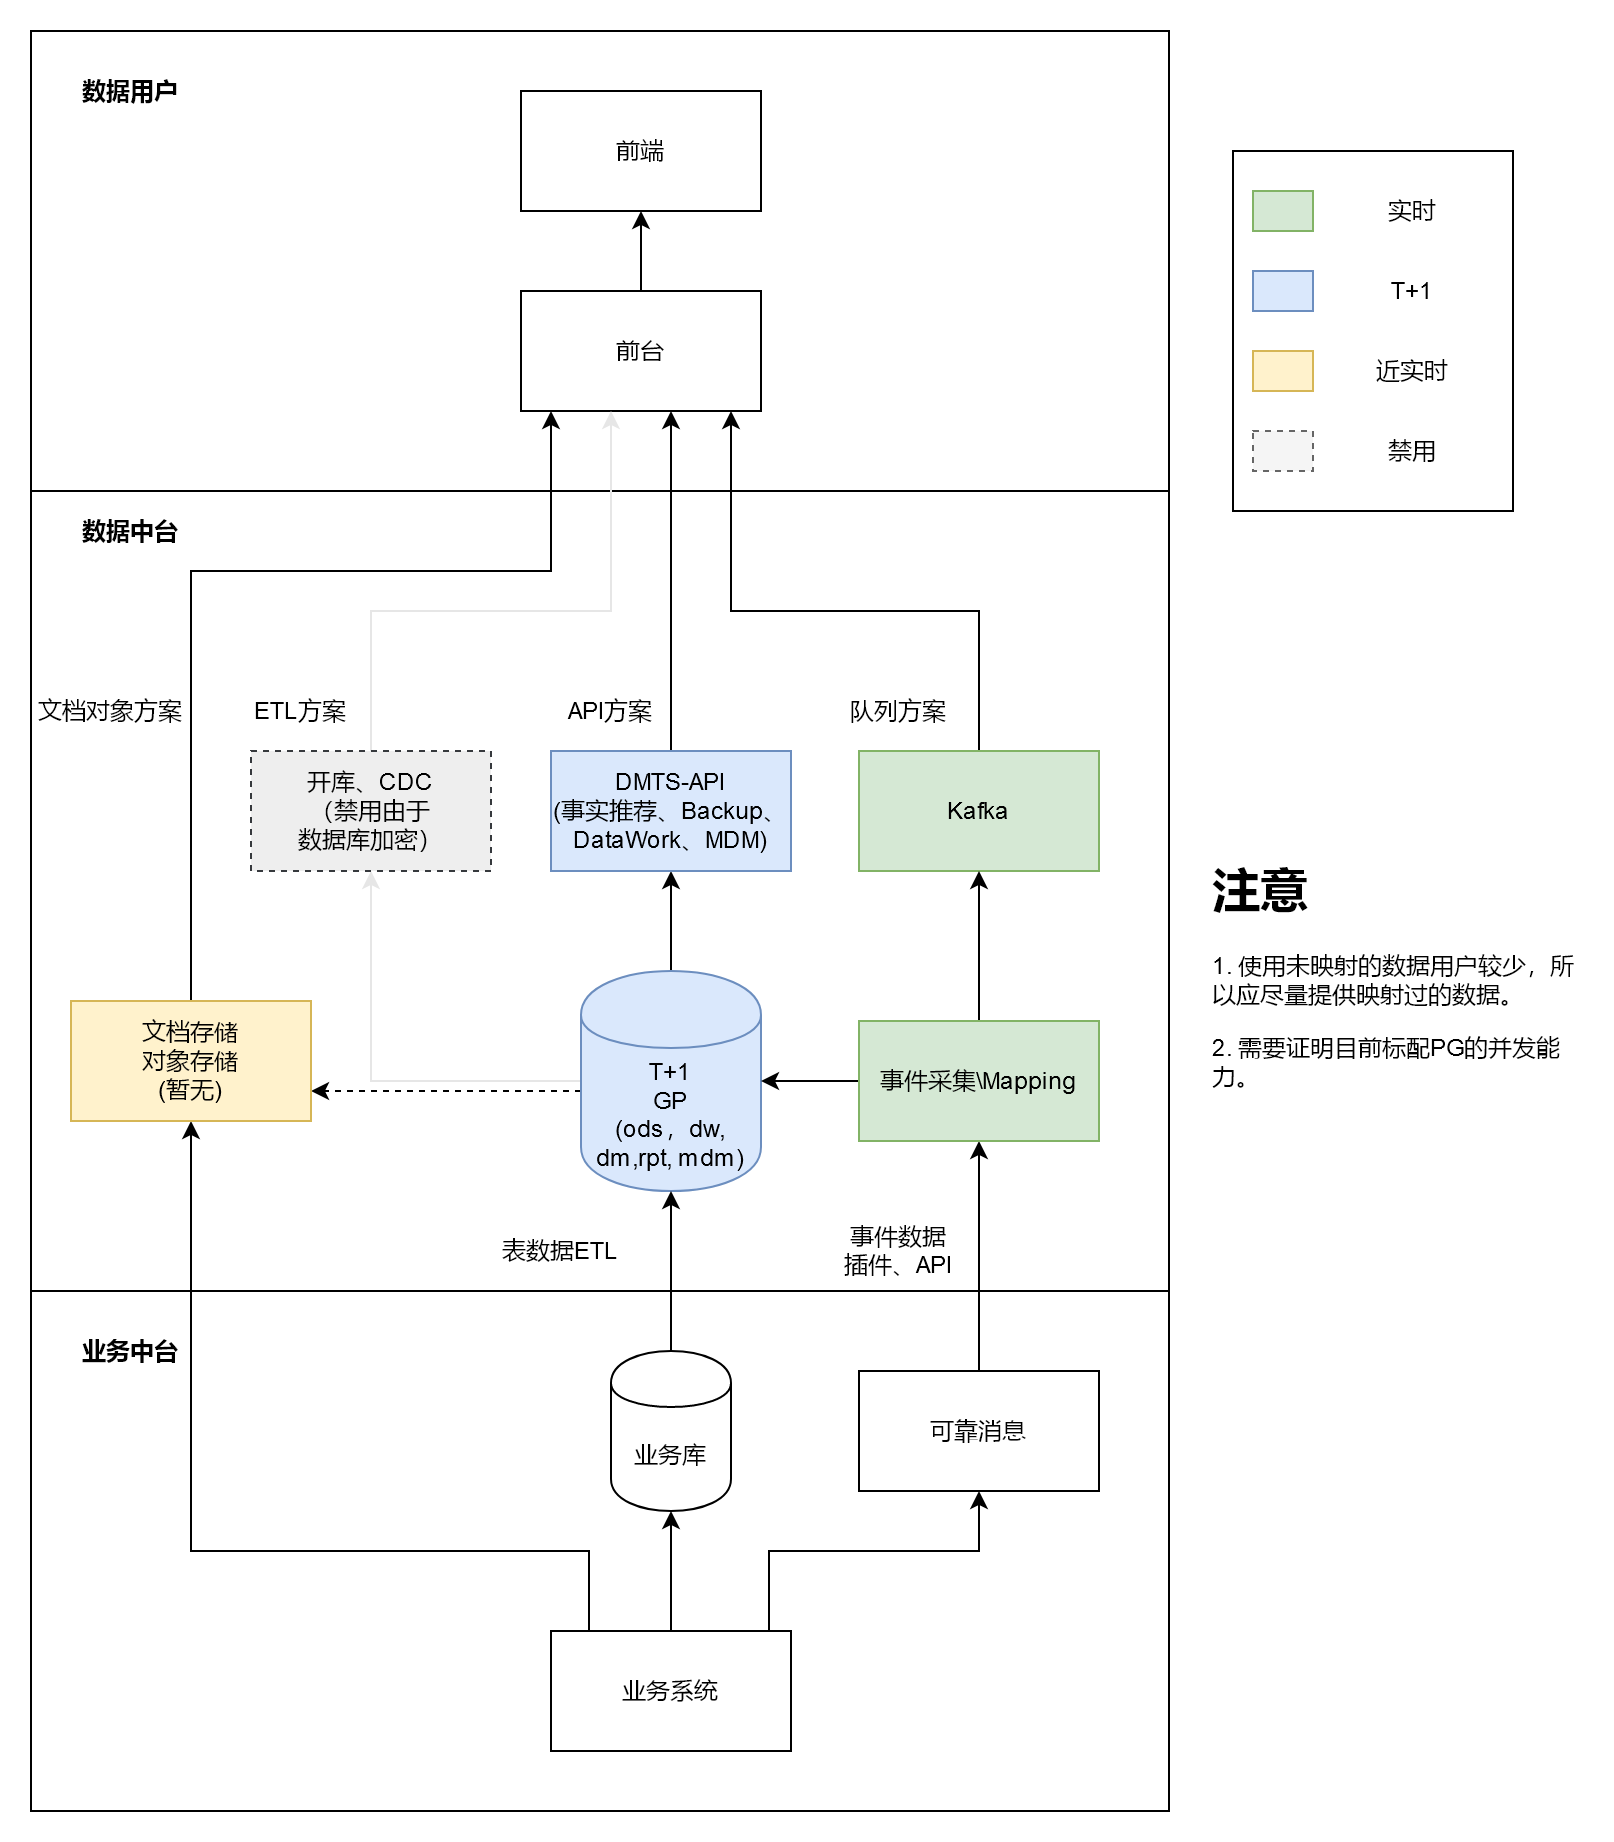 数据用户
前端
前台
实时
T+1
近实时
禁用
数据中台
文档对象方案
ETL方案
API方案
队列方案
开库、CDC
（禁用由于
数据库加密）
DMTS-API
(事实推荐、Backup、
DataWork、MDM)
Kafka
注意
1. 使用未映射的数据用户较少，所
以应尽量提供映射过的数据。
2. 需要证明目前标配PG的并发能
力。
文档存储
对象存储
(暂无)
T+1
GP
(ods，dw,
dm,rpt, mdm)
事件采集\Mapping
表数据ETL
事件数据
插件、API
业务中台
业务库
可靠消息
业务系统